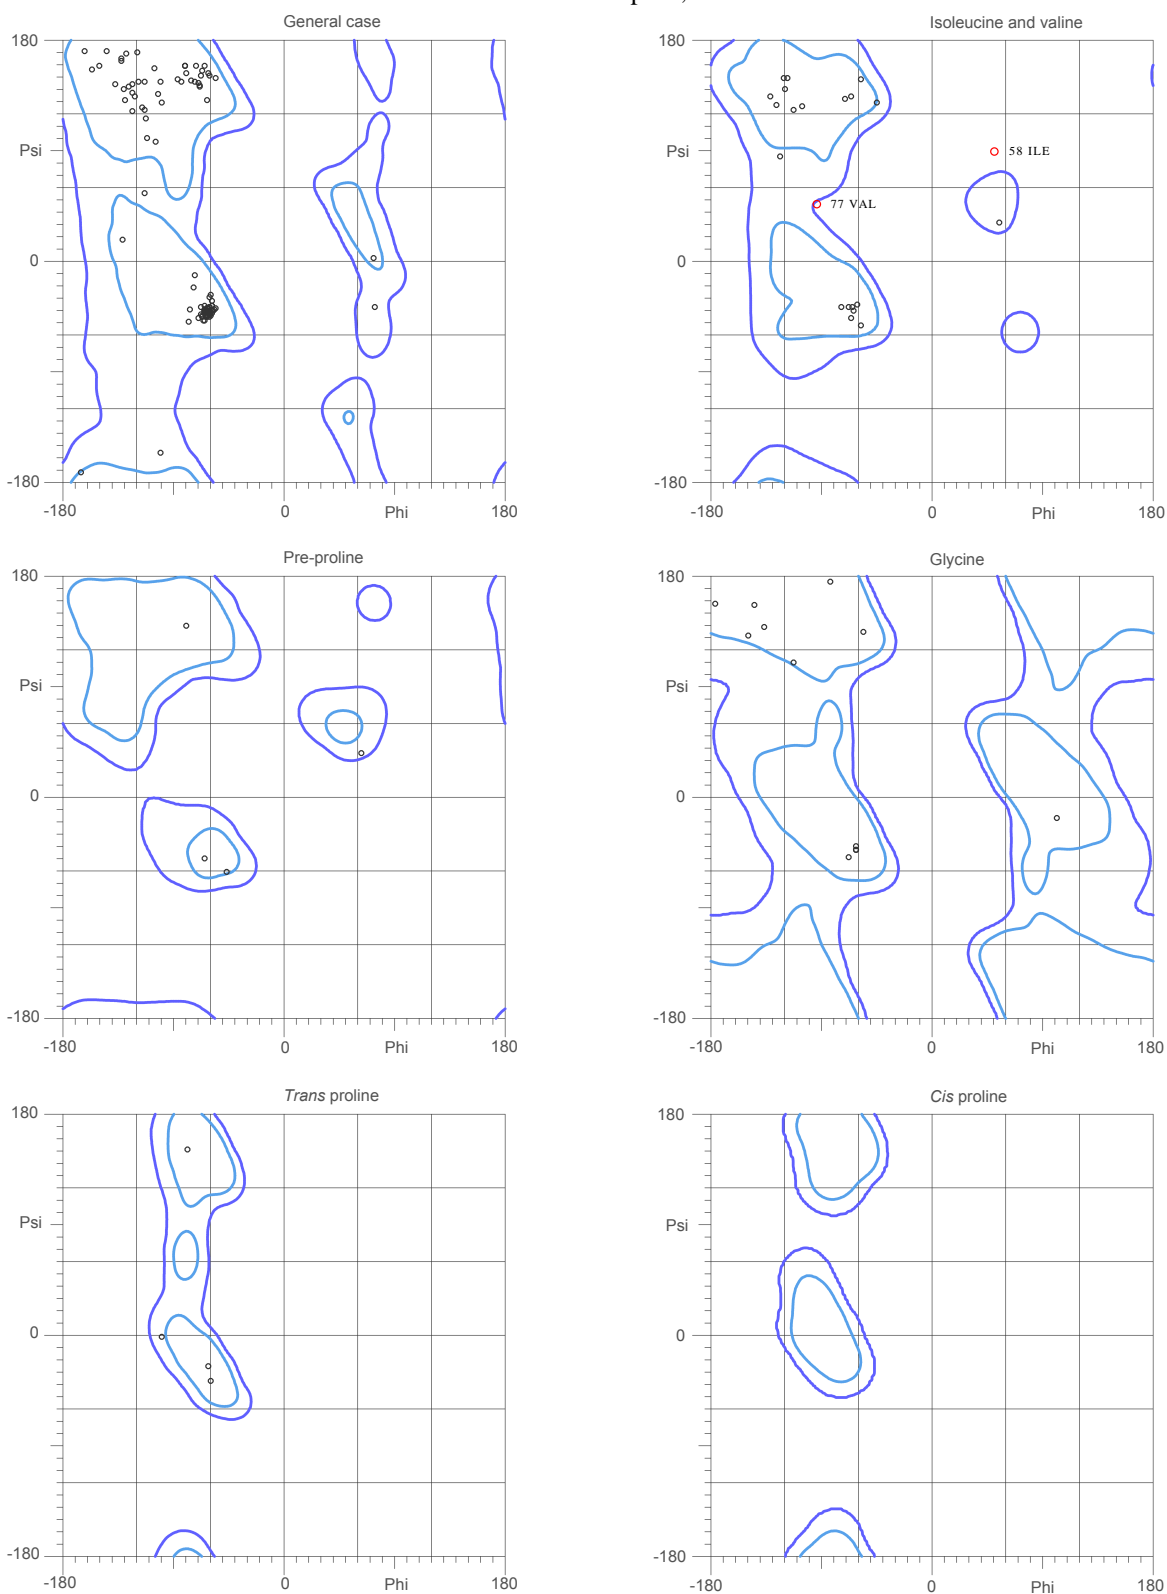 General case
Isoleucine and valine
180
180
Psi
Psi
58 ILE
77 VAL
0
0
-180
-180
-180
0
Phi
180
-180
0
Phi
180
Pre-proline
Glycine
180
180
Psi
Psi
0
0
-180
-180
-180
0
Phi
180
-180
0
Phi
180
Trans proline
Cis proline
180
180
Psi
Psi
0
0
-180
-180
-180
0
Phi
180
-180
0
Phi
180